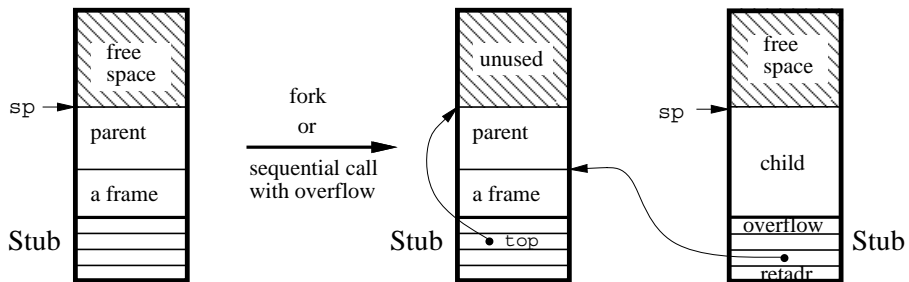 free
space
sp
parent
a frame
Stub
fork
or
sequential call
with overflow
unused
parent
a frame
Stub
top
free
space
sp
child
overflow
retadr
Stub